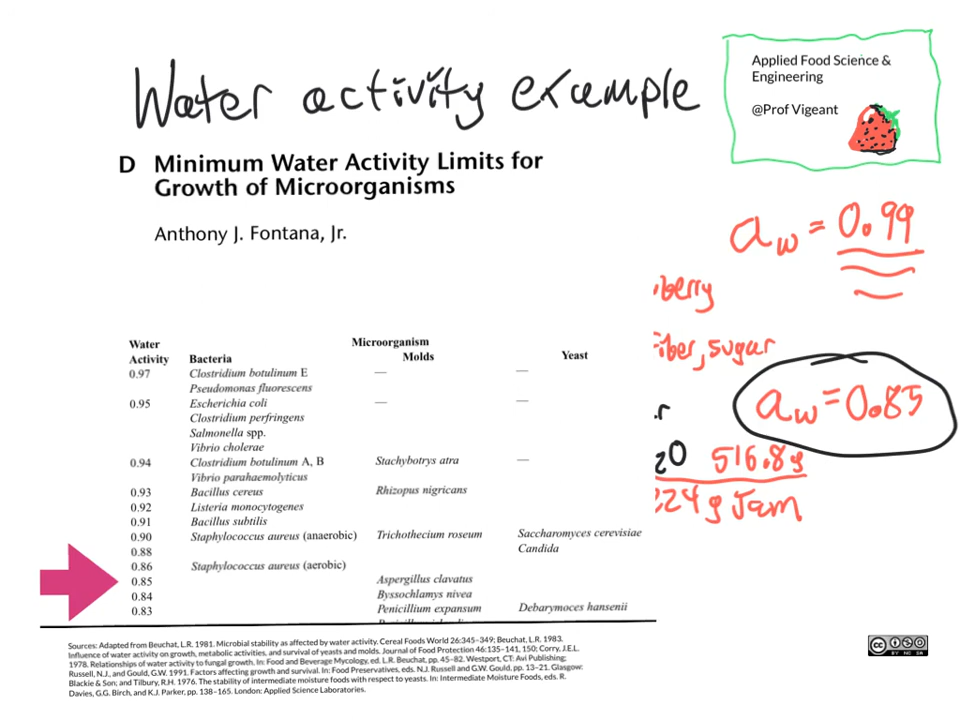 Water activity example
Applied Food Science &
Engineering
@Prof Vigeant
D Minimum Water Activity Limits for
Growth of Microorganisms
Anthony J. Fontana, Jr.
aw = 0.99
berry
sugar
aw = 0.85
516.8g
224 g Jam
Microorganism
Water
Activity Bacteria Molds Yeast
0.97 Clostridium botulinum E — —
Pseudomonas fluorescens
0.95 Escherichia coli — —
Clostridium perfringens
Salmonella spp.
Vibrio cholerae
0.94 Clostridium botulinum A, B Stachybotrys atra —
Vibrio parahaemolyticus
0.93 Bacillus cereus Rhizopus nigricans
0.92 Listeria monocytogenes
0.91 Bacillus subtilis
0.90 Staphylococcus aureus (anaerobic) Trichothecium roseum Saccharomyces cerevisiae
0.88 Candida
0.86 Staphylococcus aureus (aerobic)
0.85 Aspergillus clavatus
0.84 Byssochlamys nivea
0.83 Penicillium expansum Debarymoces hansenii
Sources: Adapted from Beuchat, L.R. 1981. Microbial stability as affected by water activity. Cereal Foods World 26:345–349; Beuchat, L.R. 1983.
Influence of water activity on growth, metabolic activities, and survival of yeasts and molds. Journal of Food Protection 46:135–141, 150; Corry, J.E.L.
1978. Relationships of water activity to fungal growth. In: Food and Beverage Mycology, ed. L.R. Beuchat, pp. 45–82. Westport, CT: Avi Publishing;
Russell, N.J., and Gould, G.W. 1991. Factors affecting growth and survival. In: Food Preservatives, eds. N.J. Russell and G.W. Gould, pp. 13–21. Glasgow:
Blackie & Son; and Tilbury, R.H. 1976. The stability of intermediate moisture foods with respect to yeasts. In: Intermediate Moisture Foods, eds. R.
Davies, G.G. Birch, and K.J. Parker, pp. 138–165. London: Applied Science Laboratories.
cc BY NC SA